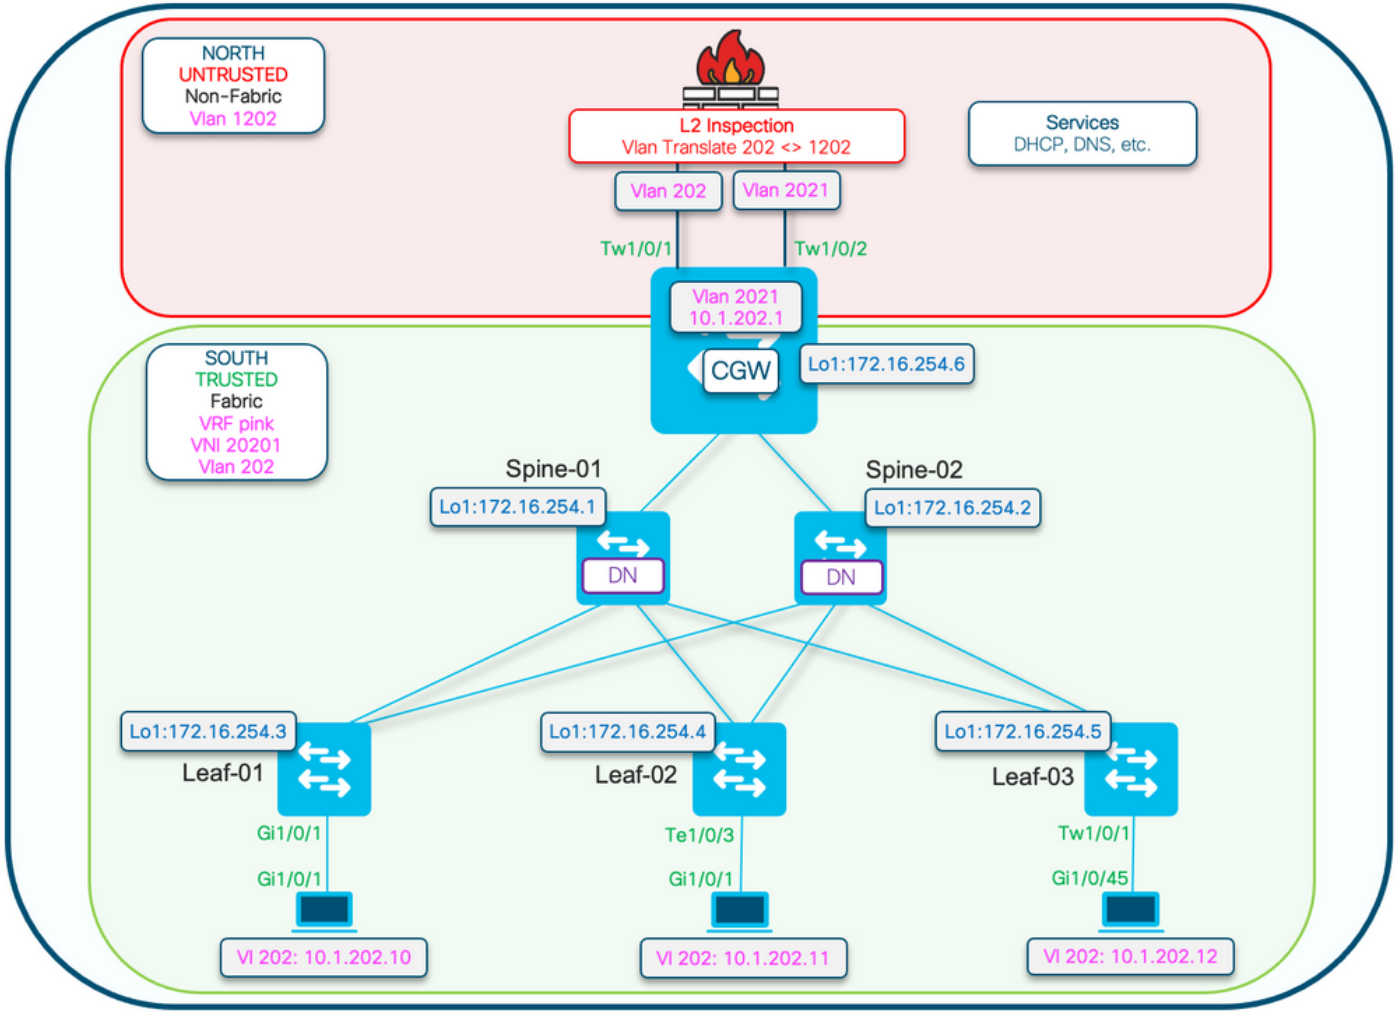 NORTH
UNTRUSTED
Non-Fabric
Vlan 1202
L2 Inspection
Vlan Translate 202 <> 1202
Services
DHCP, DNS, etc.
Vlan 202
Vlan 2021
Tw1/0/1
Tw1/0/2
Vlan 2021
10.1.202.1
CGW
Lo1:172.16.254.6
SOUTH
TRUSTED
Fabric
VRF pink
VNI 20201
Vlan 202
Spine-01
Lo1:172.16.254.1
DN
Spine-02
Lo1:172.16.254.2
DN
Lo1:172.16.254.3
Leaf-01
Lo1:172.16.254.4
Leaf-02
Lo1:172.16.254.5
Leaf-03
Gi1/0/1
Te1/0/3
Tw1/0/1
Gi1/0/1
Gi1/0/1
Gi1/0/45
Vl 202: 10.1.202.10
Vl 202: 10.1.202.11
Vl 202: 10.1.202.12